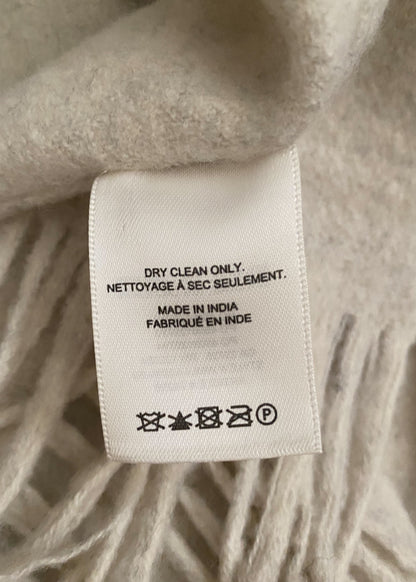 DRY CLEAN ONLY.
NETTOYAGE À SEC SEULEMENT.
MADE IN INDIA
FABRIQUÉ EN INDE
P